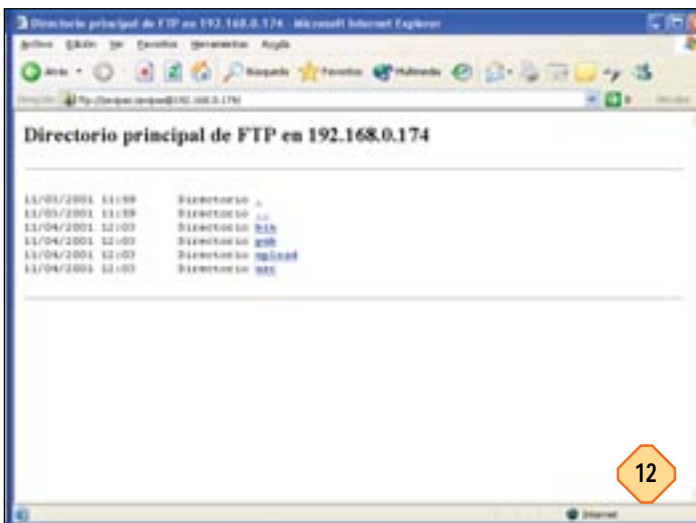 Directorio principal de FTP en 192.168.0.174 - Microsoft Internet Explorer
Archivo Edición Ver Favoritos Herramientas Ayuda
Atrás Búsqueda Favoritos Multimedia
Directorio principal de FTP en 192.168.0.174
11/03/2001 11:59 Directorio .
11/03/2001 11:59 Directorio ..
11/04/2001 12:03 Directorio bin
11/04/2001 12:03 Directorio pub
11/04/2001 12:03 Directorio upload
11/04/2001 12:03 Directorio
12
Internet